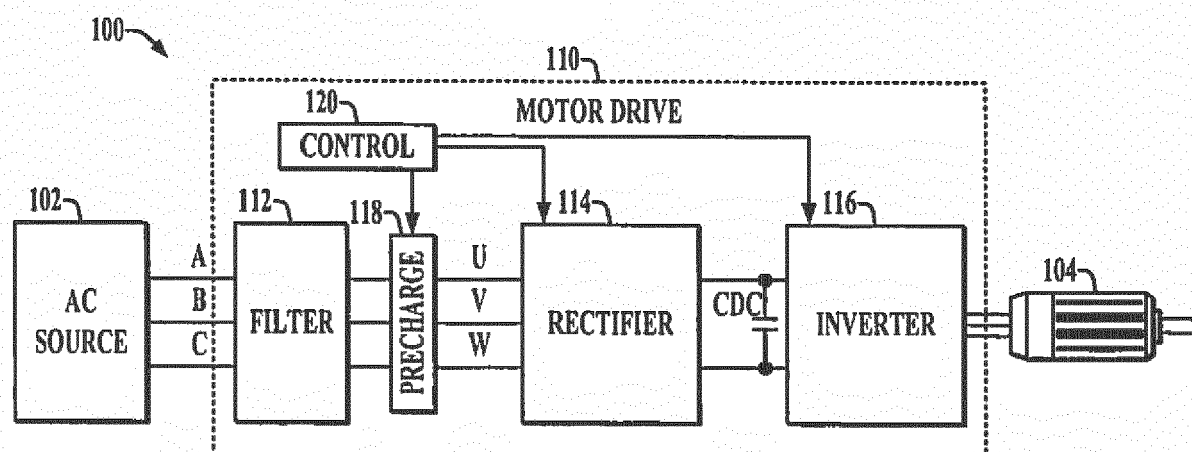 100
110
120
MOTOR DRIVE
CONTROL
102
112
118
114
116
A
U
104
AC
SOURCE
B
FILTER
PRECHARGE
V
RECTIFIER
CDC
INVERTER
C
W